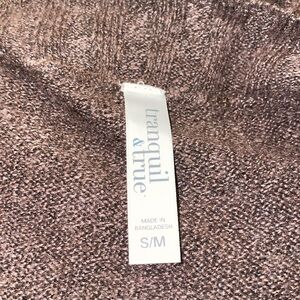 tranquil
& true
MADE IN
BANGLADESH
S/M